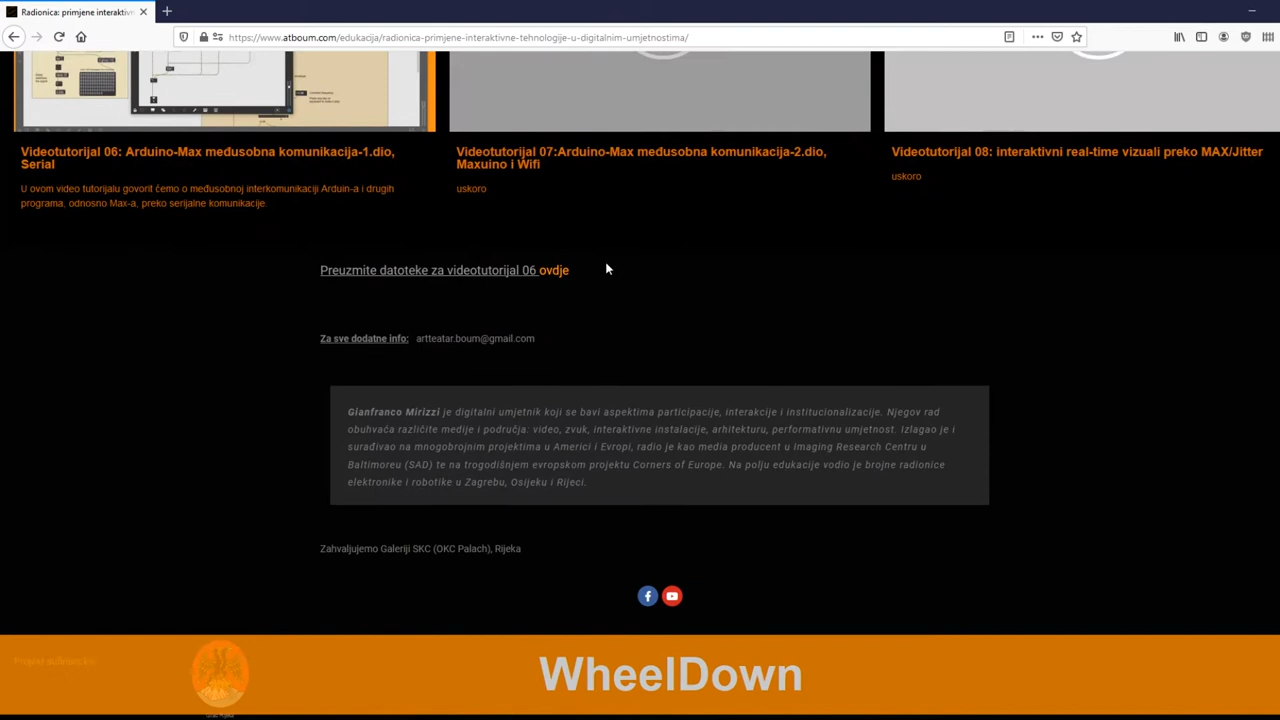 Radionica: primjene interaktivn
https://www.atboum.com/edukacija/radionica-primjene-interaktivne-tehnologije-u-digitalnim-umjetnostima/
Videotutorijal 06: Arduino-Max međusobna komunikacija-1.dio,
Serial
U ovom video tutorijalu govorit ćemo o međusobnoj interkomunikaciji Arduin-a i drugih
programa, odnosno Max-a, preko serijalne komunikacije.
Videotutorijal 07:Arduino-Max međusobna komunikacija-2.dio,
Maxuino i Wifi
uskoro
Videotutorijal 08: interaktivni real-time vizuali preko MAX/Jitter
uskoro
Preuzmite datoteke za videotutorijal 06 ovdje
Za sve dodatne info: artteatar.boum@gmail.com
Gianfranco Mirizzi je digitalni umjetnik koji se bavi aspektima participacije, interakcije i institucionalizacije. Njegov rad
obuhvaća različite medije i područja: video, zvuk, interaktivne instalacije, arhitekturu, performativnu umjetnost. Izlagao je i
surađivao na mnogobrojnim projektima u Americi i Evropi, radio je kao media producent u Imaging Research Centru u
Baltimoreu (SAD) te na trogodišnjem evropskom projektu Corners of Europe. Na polju edukacije vodio je brojne radionice
elektronike i robotike u Zagrebu, Osijeku i Rijeci.
Zahvaljujemo Galeriji SKC (OKC Palach), Rijeka
WheelDown